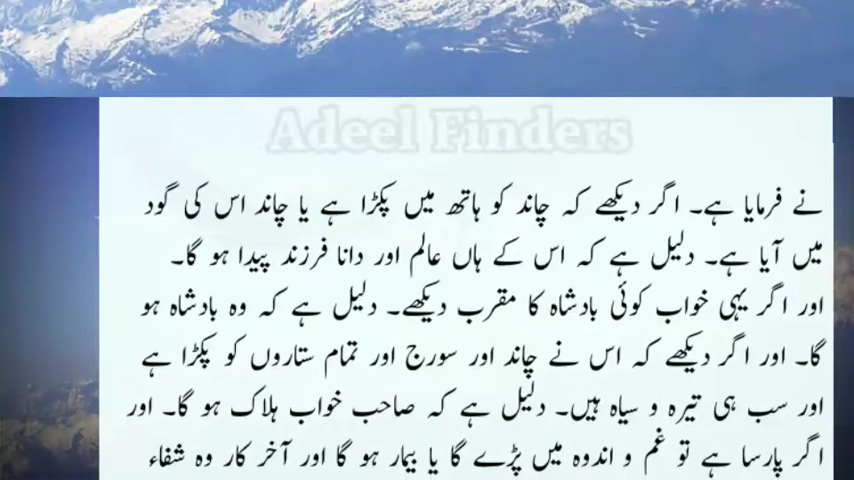 Adeel Finders
نے فرمایا ہے۔ اگر دیکھے کہ چاند کو ہاتھ میں پکڑا ہے یا چاند اس کی گود
میں آیا ہے۔ دلیل ہے کہ اس کے ہاں عالم اور دانا فرزند پیدا ہو گا۔
اور اگر یہی خواب کوئی بادشاہ کا مقرب دیکھے۔ دلیل ہے کہ وہ بادشاہ ہو
گا۔ اور اگر دیکھے کہ اس نے چاند اور سورج اور تمام ستاروں کو پکڑا ہے
اور سب ہی تیرہ و سیاہ ہیں۔ دلیل ہے کہ صاحب خواب ہلاک ہو گا۔ اور
اگر پارسا ہے تو غم و اندوہ میں پڑے گا یا بیمار ہو گا اور آخر کار وہ شفاء